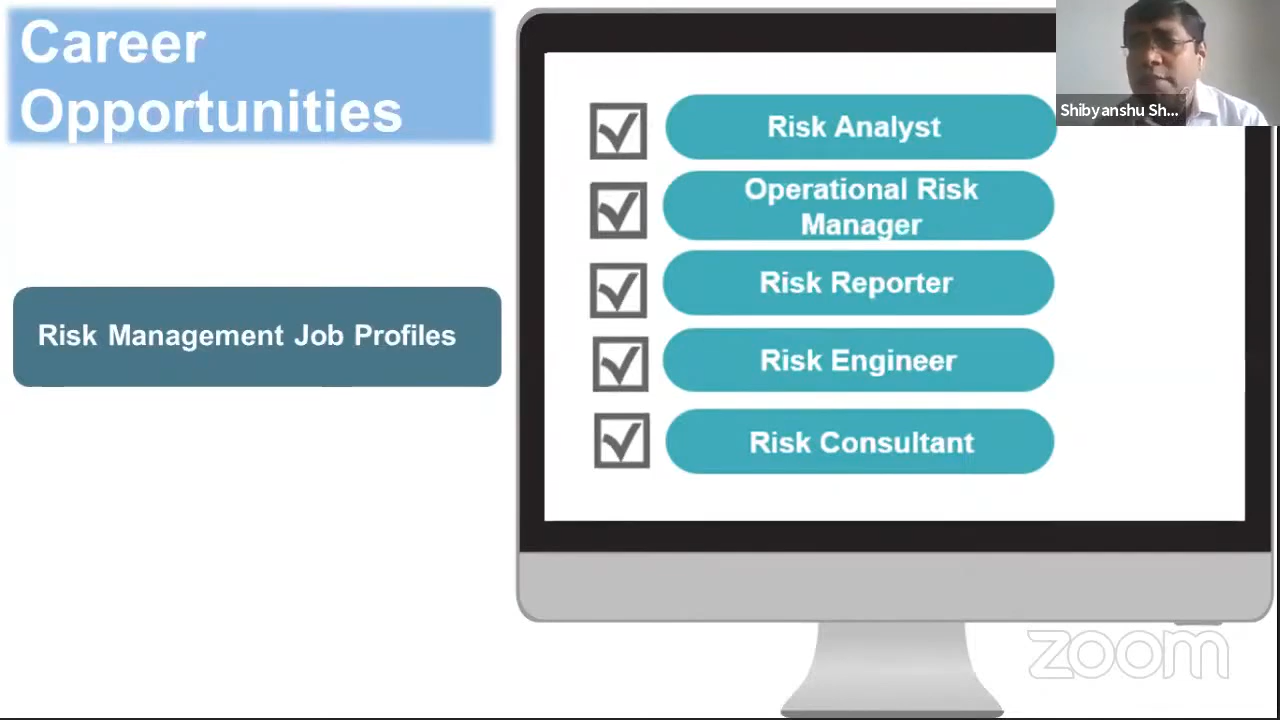 Career
Opportunities
Risk Management Job Profiles
Risk Analyst
Operational Risk
Manager
Risk Reporter
Risk Engineer
Risk Consultant
Shibyanshu Sh...
zoom